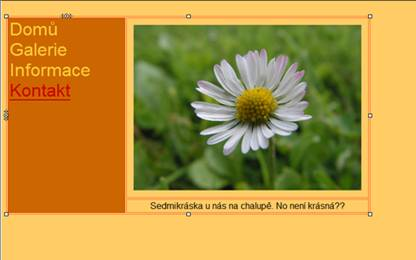 Domů
Galerie
Informace
Kontakt
Sedmikráska u nás na chalupě. No není krásná??